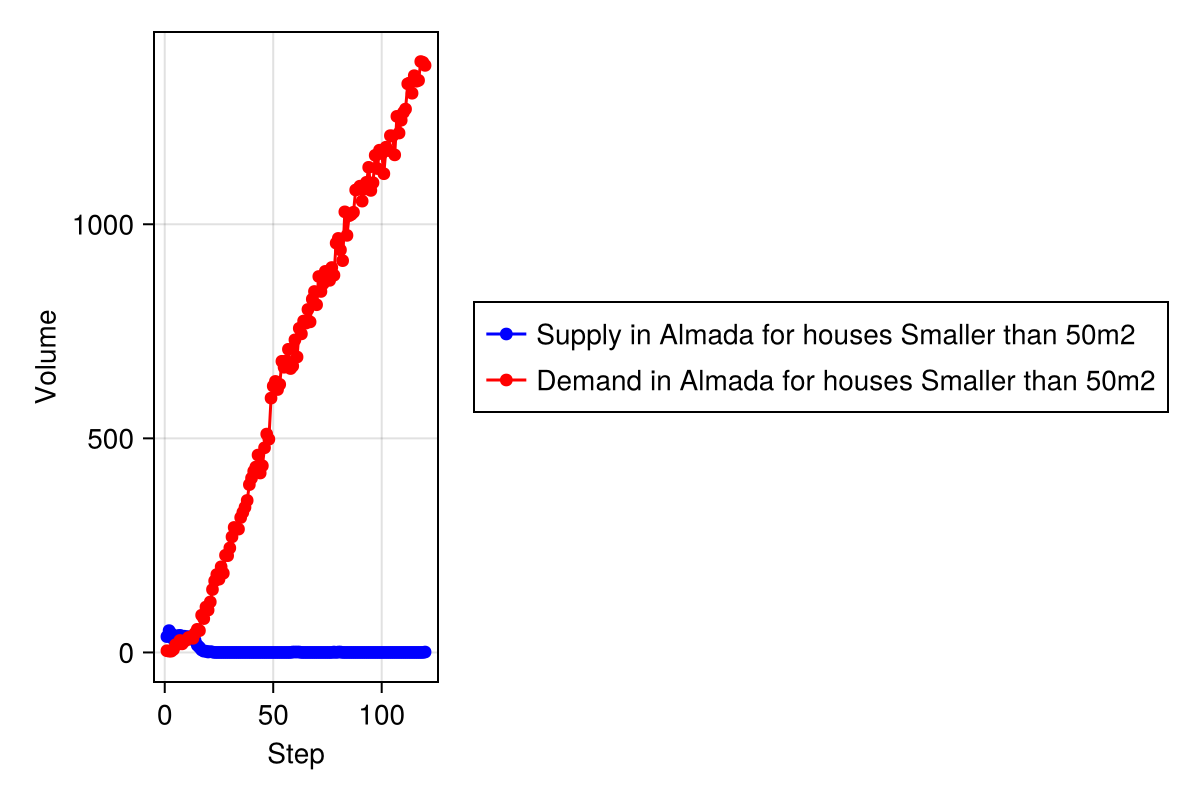 1000
500
0
Volume
0 50 100
Step
Supply in Almada for houses Smaller than 50m2
Demand in Almada for houses Smaller than 50m2